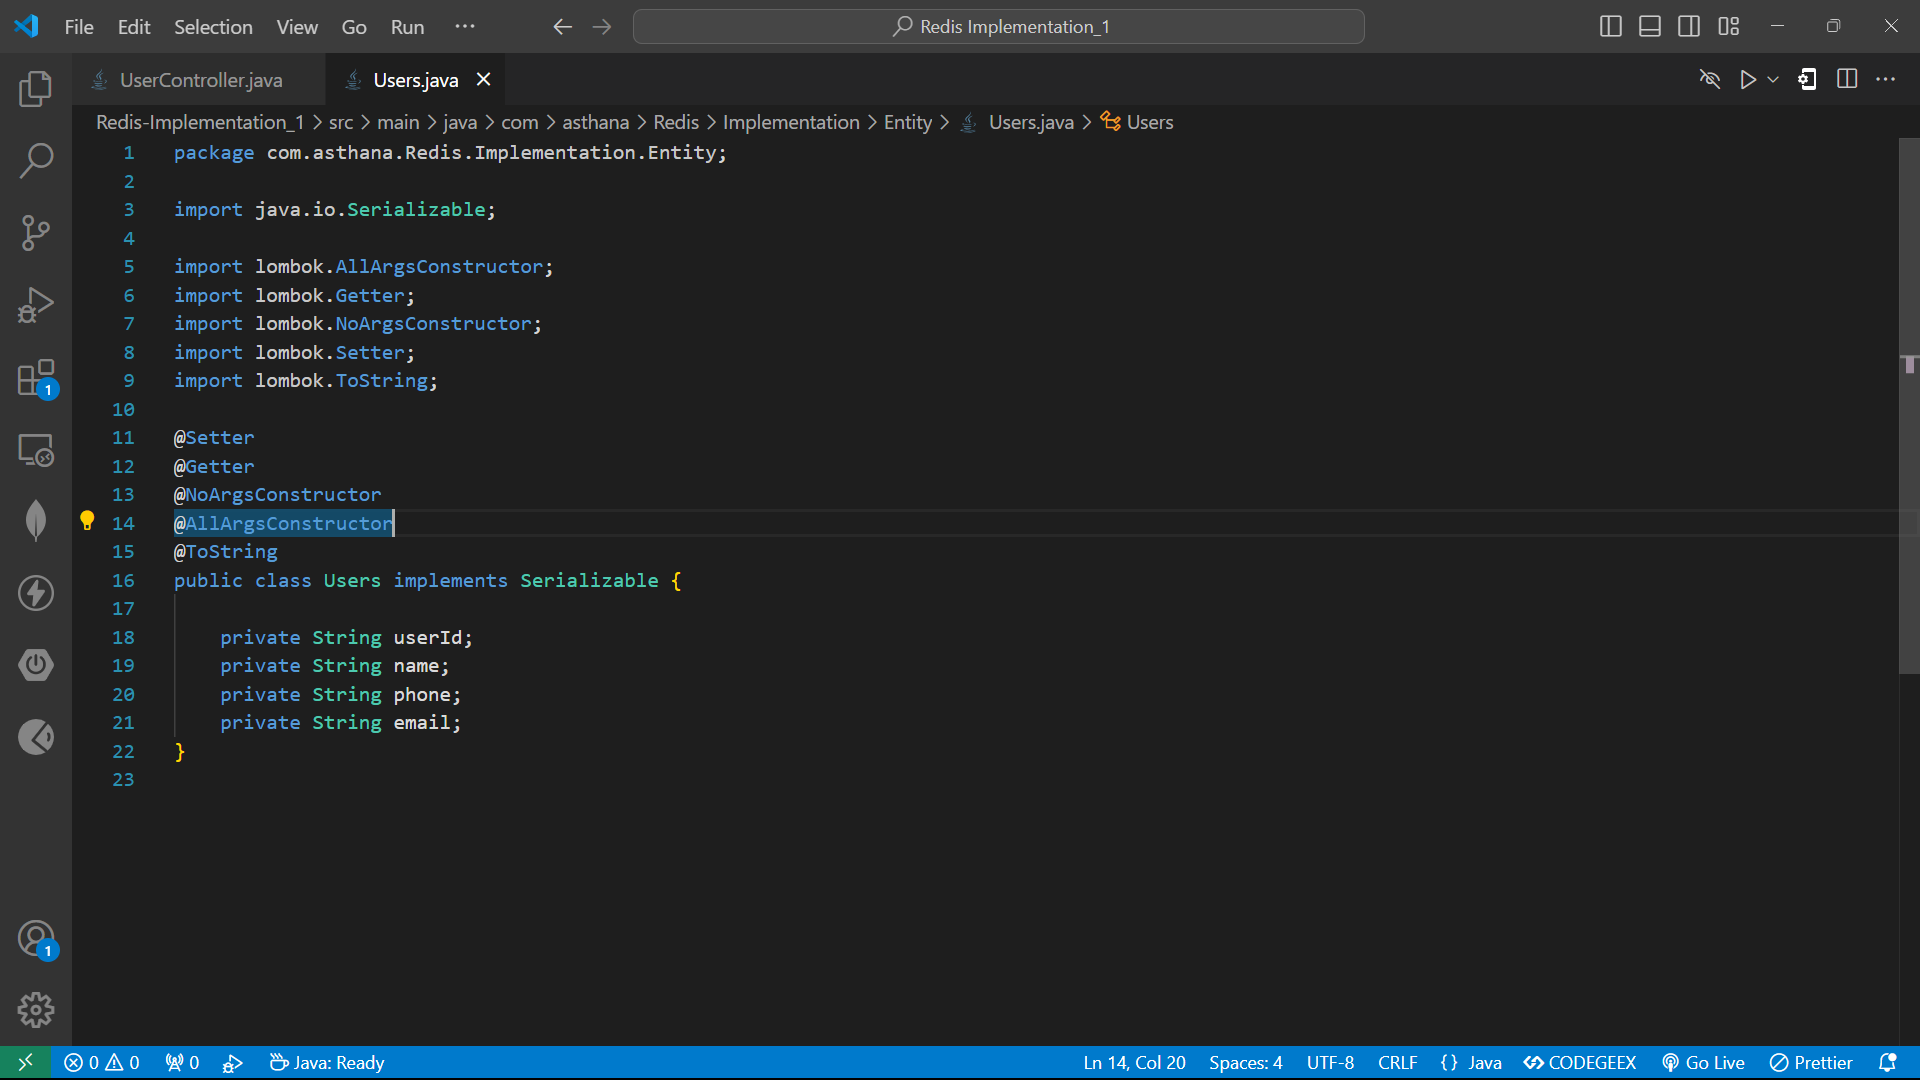 File Edit Selection View Go Run ··· Redis Implementation_1
UserController.java Users.java
Redis-Implementation_1 > src > main > java > com > asthana > Redis > Implementation > Entity > Users.java > Users
1 package com.asthana.Redis.Implementation.Entity;
2
3 import java.io.Serializable;
4
5 import lombok.AllArgsConstructor;
6 import lombok.Getter;
7 import lombok.NoArgsConstructor;
8 import lombok.Setter;
9 import lombok.ToString;
10
11 @Setter
12 @Getter
13 @NoArgsConstructor
14 @AllArgsConstructor
15 @ToString
16 public class Users implements Serializable {
17
18 private String userId;
19 private String name;
20 private String phone;
21 private String email;
22 }
23
1
1
0 0 0 Java: Ready Ln 14, Col 20 Spaces: 4 UTF-8 CRLF {} Java CODEGEEX Go Live Prettier